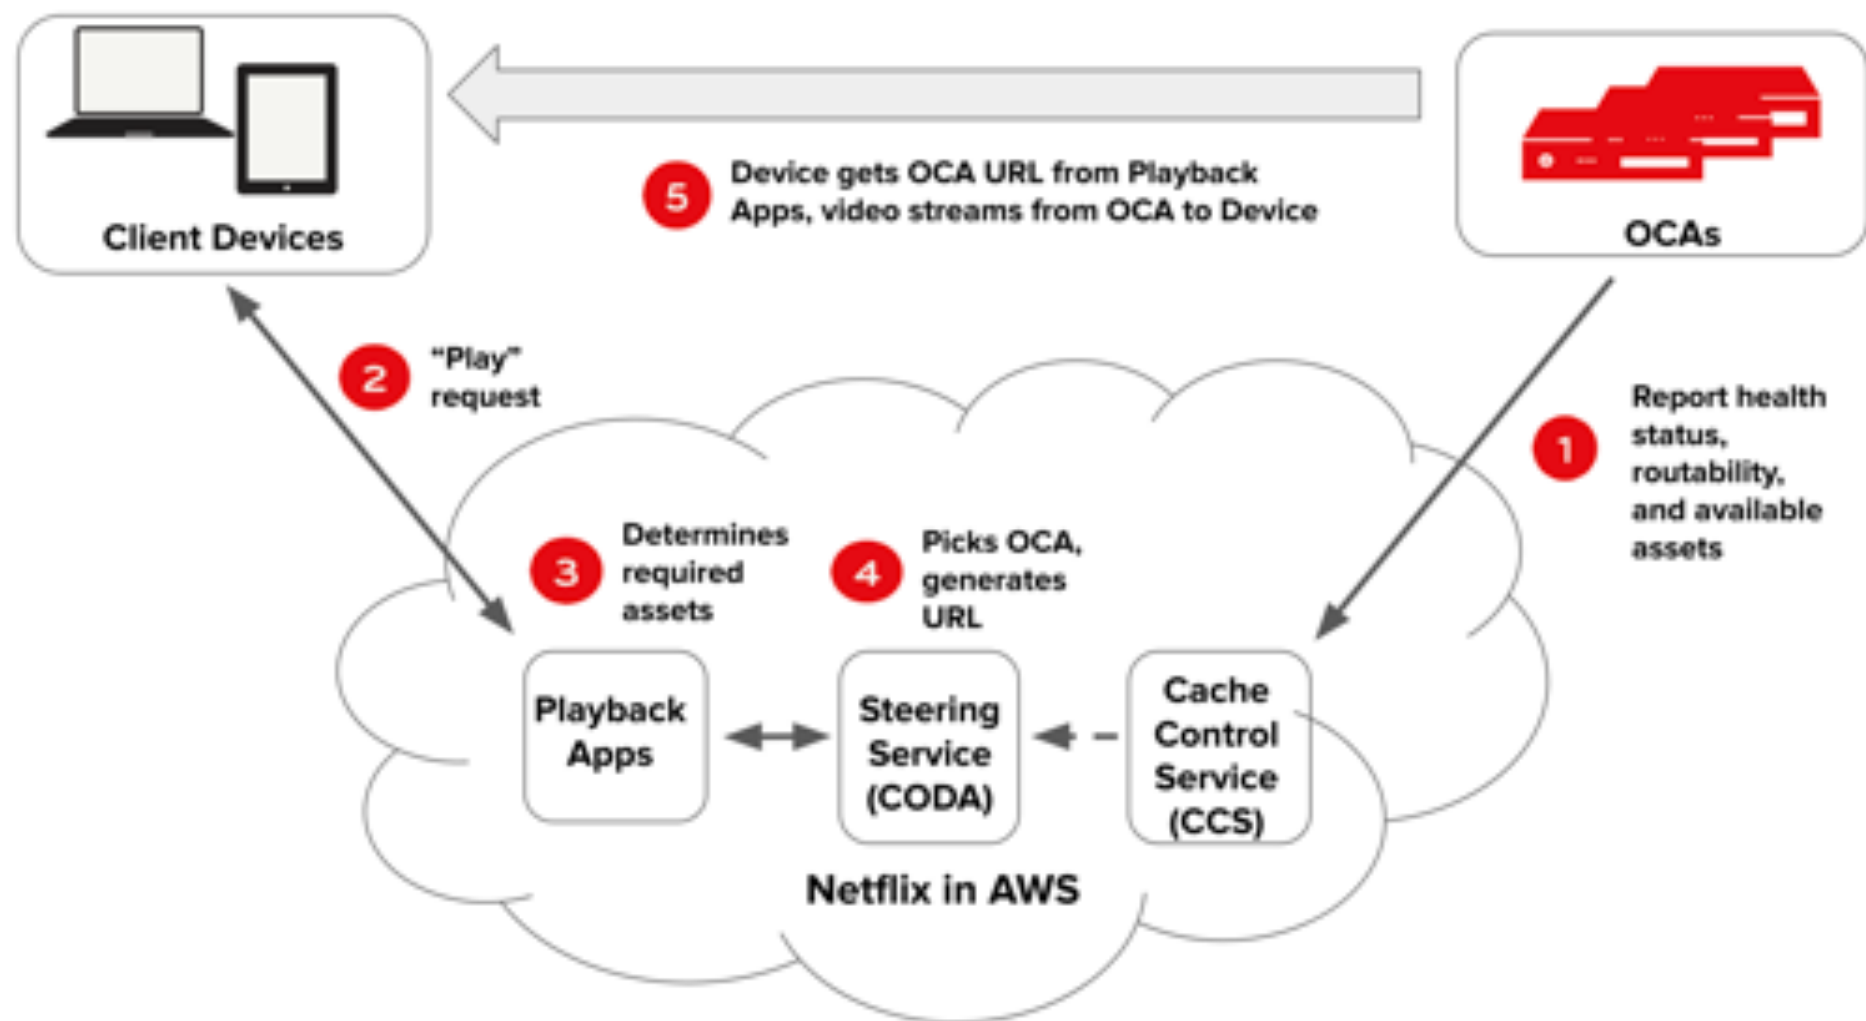 Client Devices
5
Device gets OCA URL from Playback
Apps, video streams from OCA to Device
OCAs
2
“Play”
request
1
Report health
status,
routability,
and available
assets
3
Determines
required
assets
4
Picks OCA,
generates
URL
Playback
Apps
Steering
Service
(CODA)
Cache
Control
Service
(CCS)
Netflix in AWS